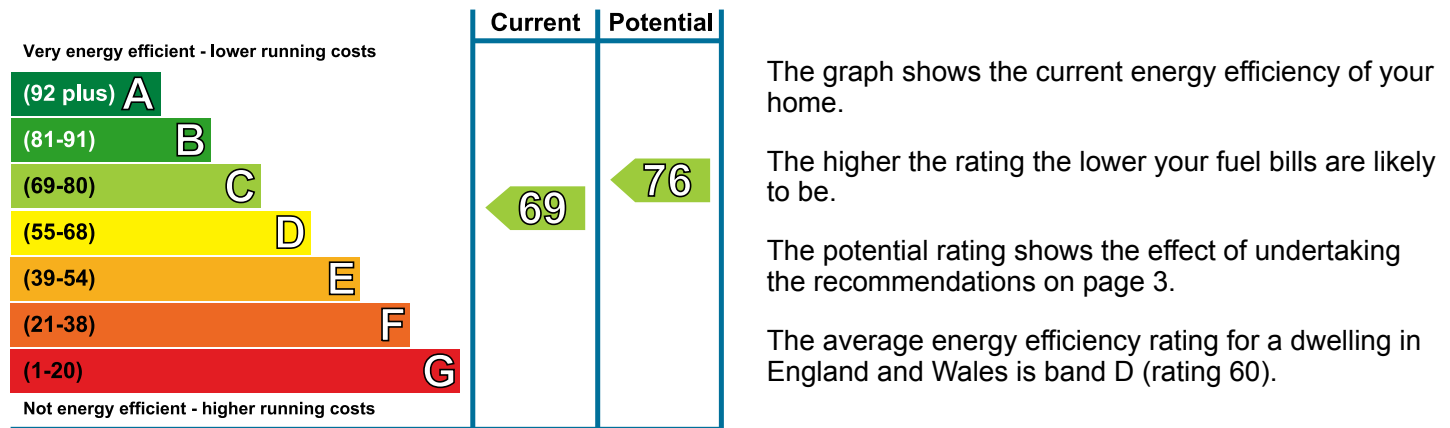 Current Potential
Very energy efficient - lower running costs
(92 plus) A
(81-91) B
(69-80) C
(55-68) D
(39-54) E
(21-38) F
(1-20) G
Not energy efficient - higher running costs
69
76
The graph shows the current energy efficiency of your
home.
The higher the rating the lower your fuel bills are likely
to be.
The potential rating shows the effect of undertaking
the recommendations on page 3.
The average energy efficiency rating for a dwelling in
England and Wales is band D (rating 60).